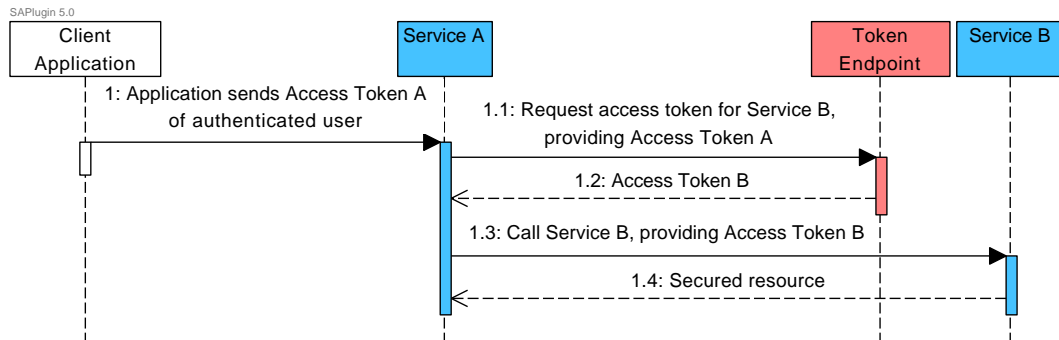 SAPlugin 5.0
Client
Application
Service A
Token
Endpoint
Service B
1: Application sends Access Token A
of authenticated user
1.1: Request access token for Service B,
providing Access Token A
1.2: Access Token B
1.3: Call Service B, providing Access Token B
1.4: Secured resource